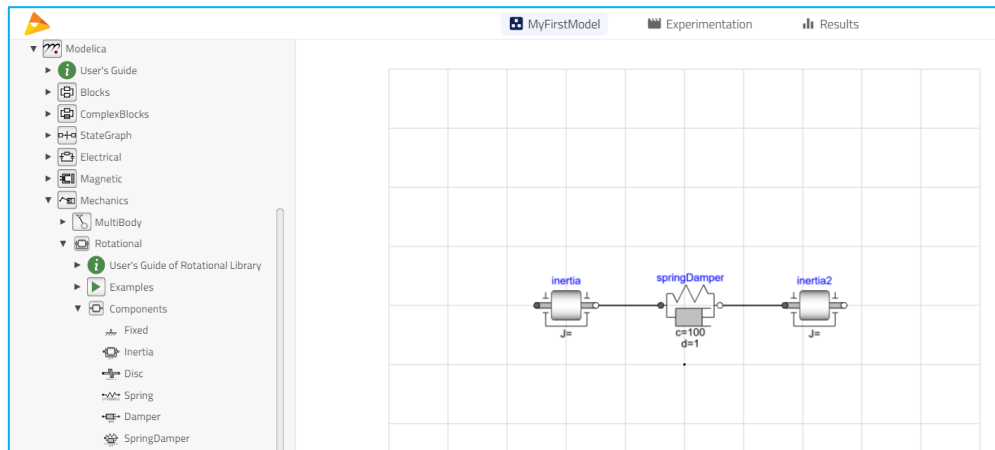 MyFirstModel
Experimentation
Results
Modelica
User's Guide
Blocks
ComplexBlocks
StateGraph
Electrical
Magnetic
Mechanics
MultiBody
Rotational
User's Guide of Rotational Library
Examples
Components
Fixed
Inertia
Disc
Spring
Damper
SpringDamper
inertia
springDamper
inertia2
J=
c=100
d=1
J=